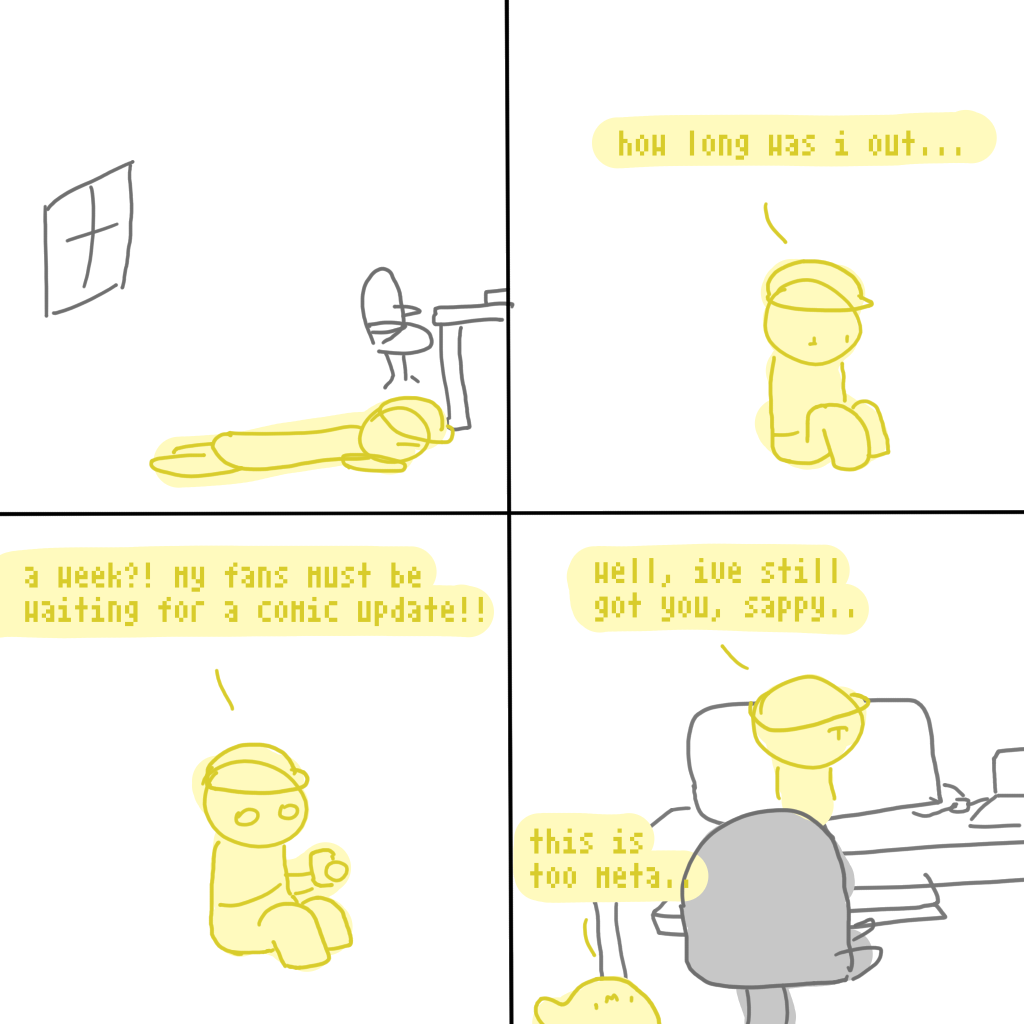 how long was i out...
a week?! my fans must be
waiting for a comic update!!
well, ive still
got you, sappy..
this is
too meta..